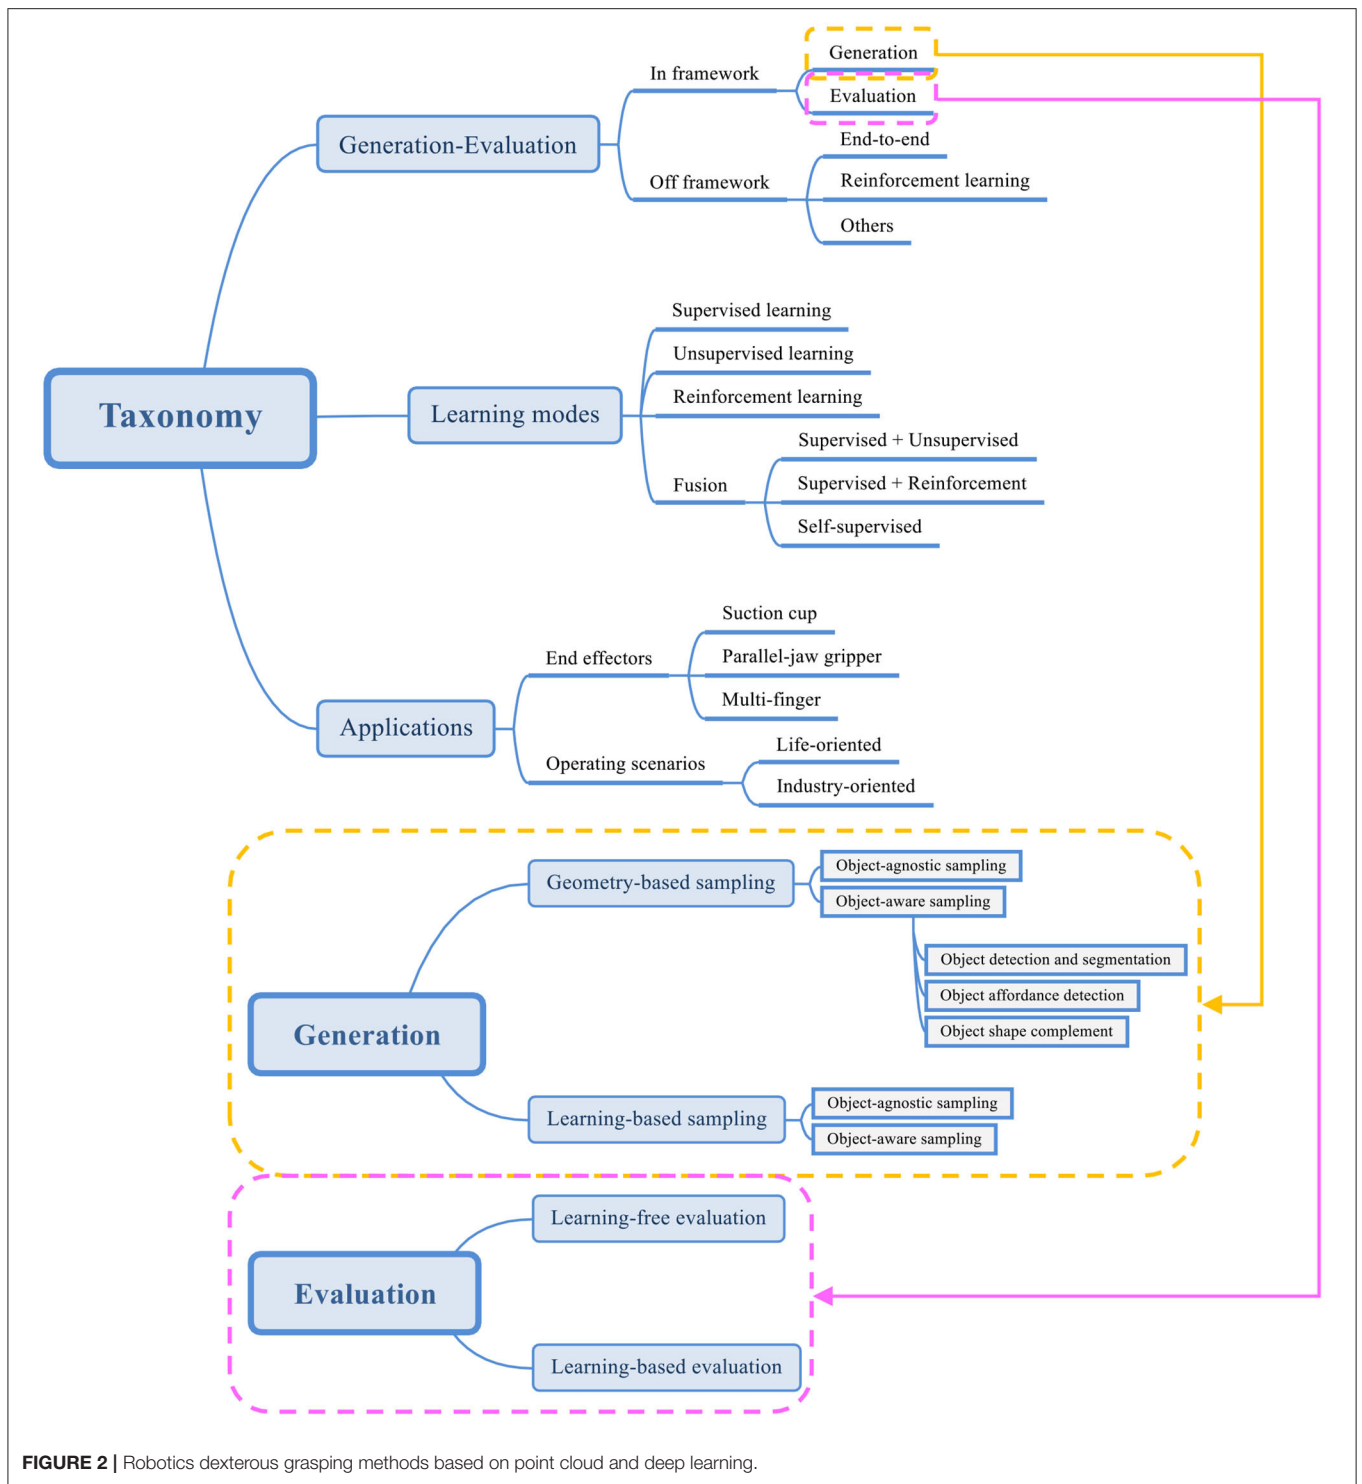 Generation
In framework
Evaluation
Generation-Evaluation
End-to-end
Off framework
Reinforcement learning
Others
Supervised learning
Unsupervised learning
Reinforcement learning
Taxonomy
Learning modes
Supervised + Unsupervised
Fusion
Supervised + Reinforcement
Self-supervised
Suction cup
End effectors
Parallel-jaw gripper
Multi-finger
Applications
Life-oriented
Operating scenarios
Industry-oriented
Object-agnostic sampling
Geometry-based sampling
Object-aware sampling
Object detection and segmentation
Object affordance detection
Object shape complement
Generation
Object-agnostic sampling
Learning-based sampling
Object-aware sampling
Learning-free evaluation
Evaluation
Learning-based evaluation
FIGURE 2 | Robotics dexterous grasping methods based on point cloud and deep learning.